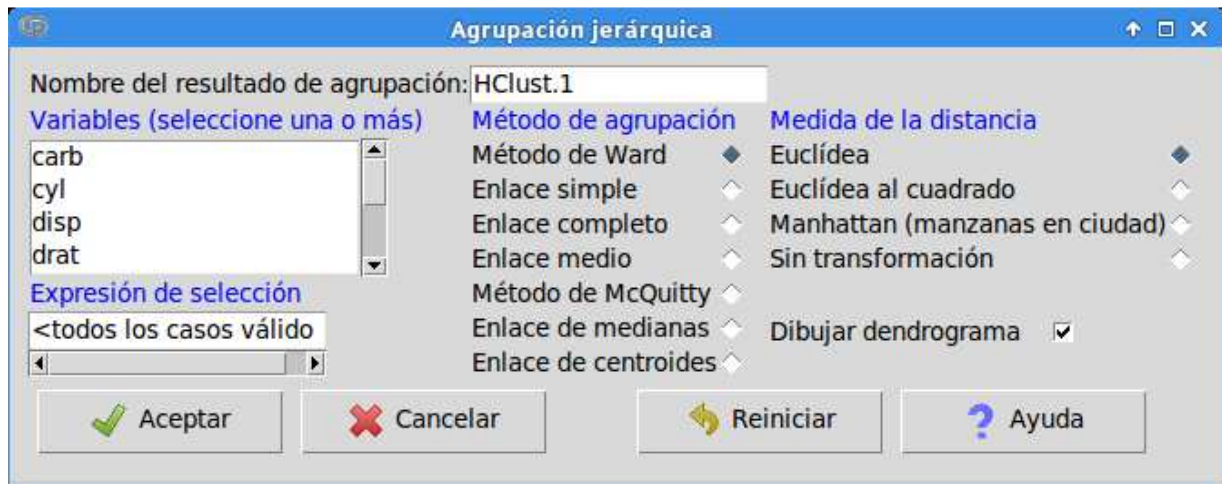 Agrupación jerárquica
Nombre del resultado de agrupación: HClust.1
Variables (seleccione una o más)
carb
cyl
disp
drat
Expresión de selección
<todos los casos válido
Método de agrupación
Método de Ward
Enlace simple
Enlace completo
Enlace medio
Método de McQuitty
Enlace de medianas
Enlace de centroides
Medida de la distancia
Euclídea
Euclídea al cuadrado
Manhattan (manzanas en ciudad)
Sin transformación
Dibujar dendrograma
Aceptar
Cancelar
Reiniciar
Ayuda